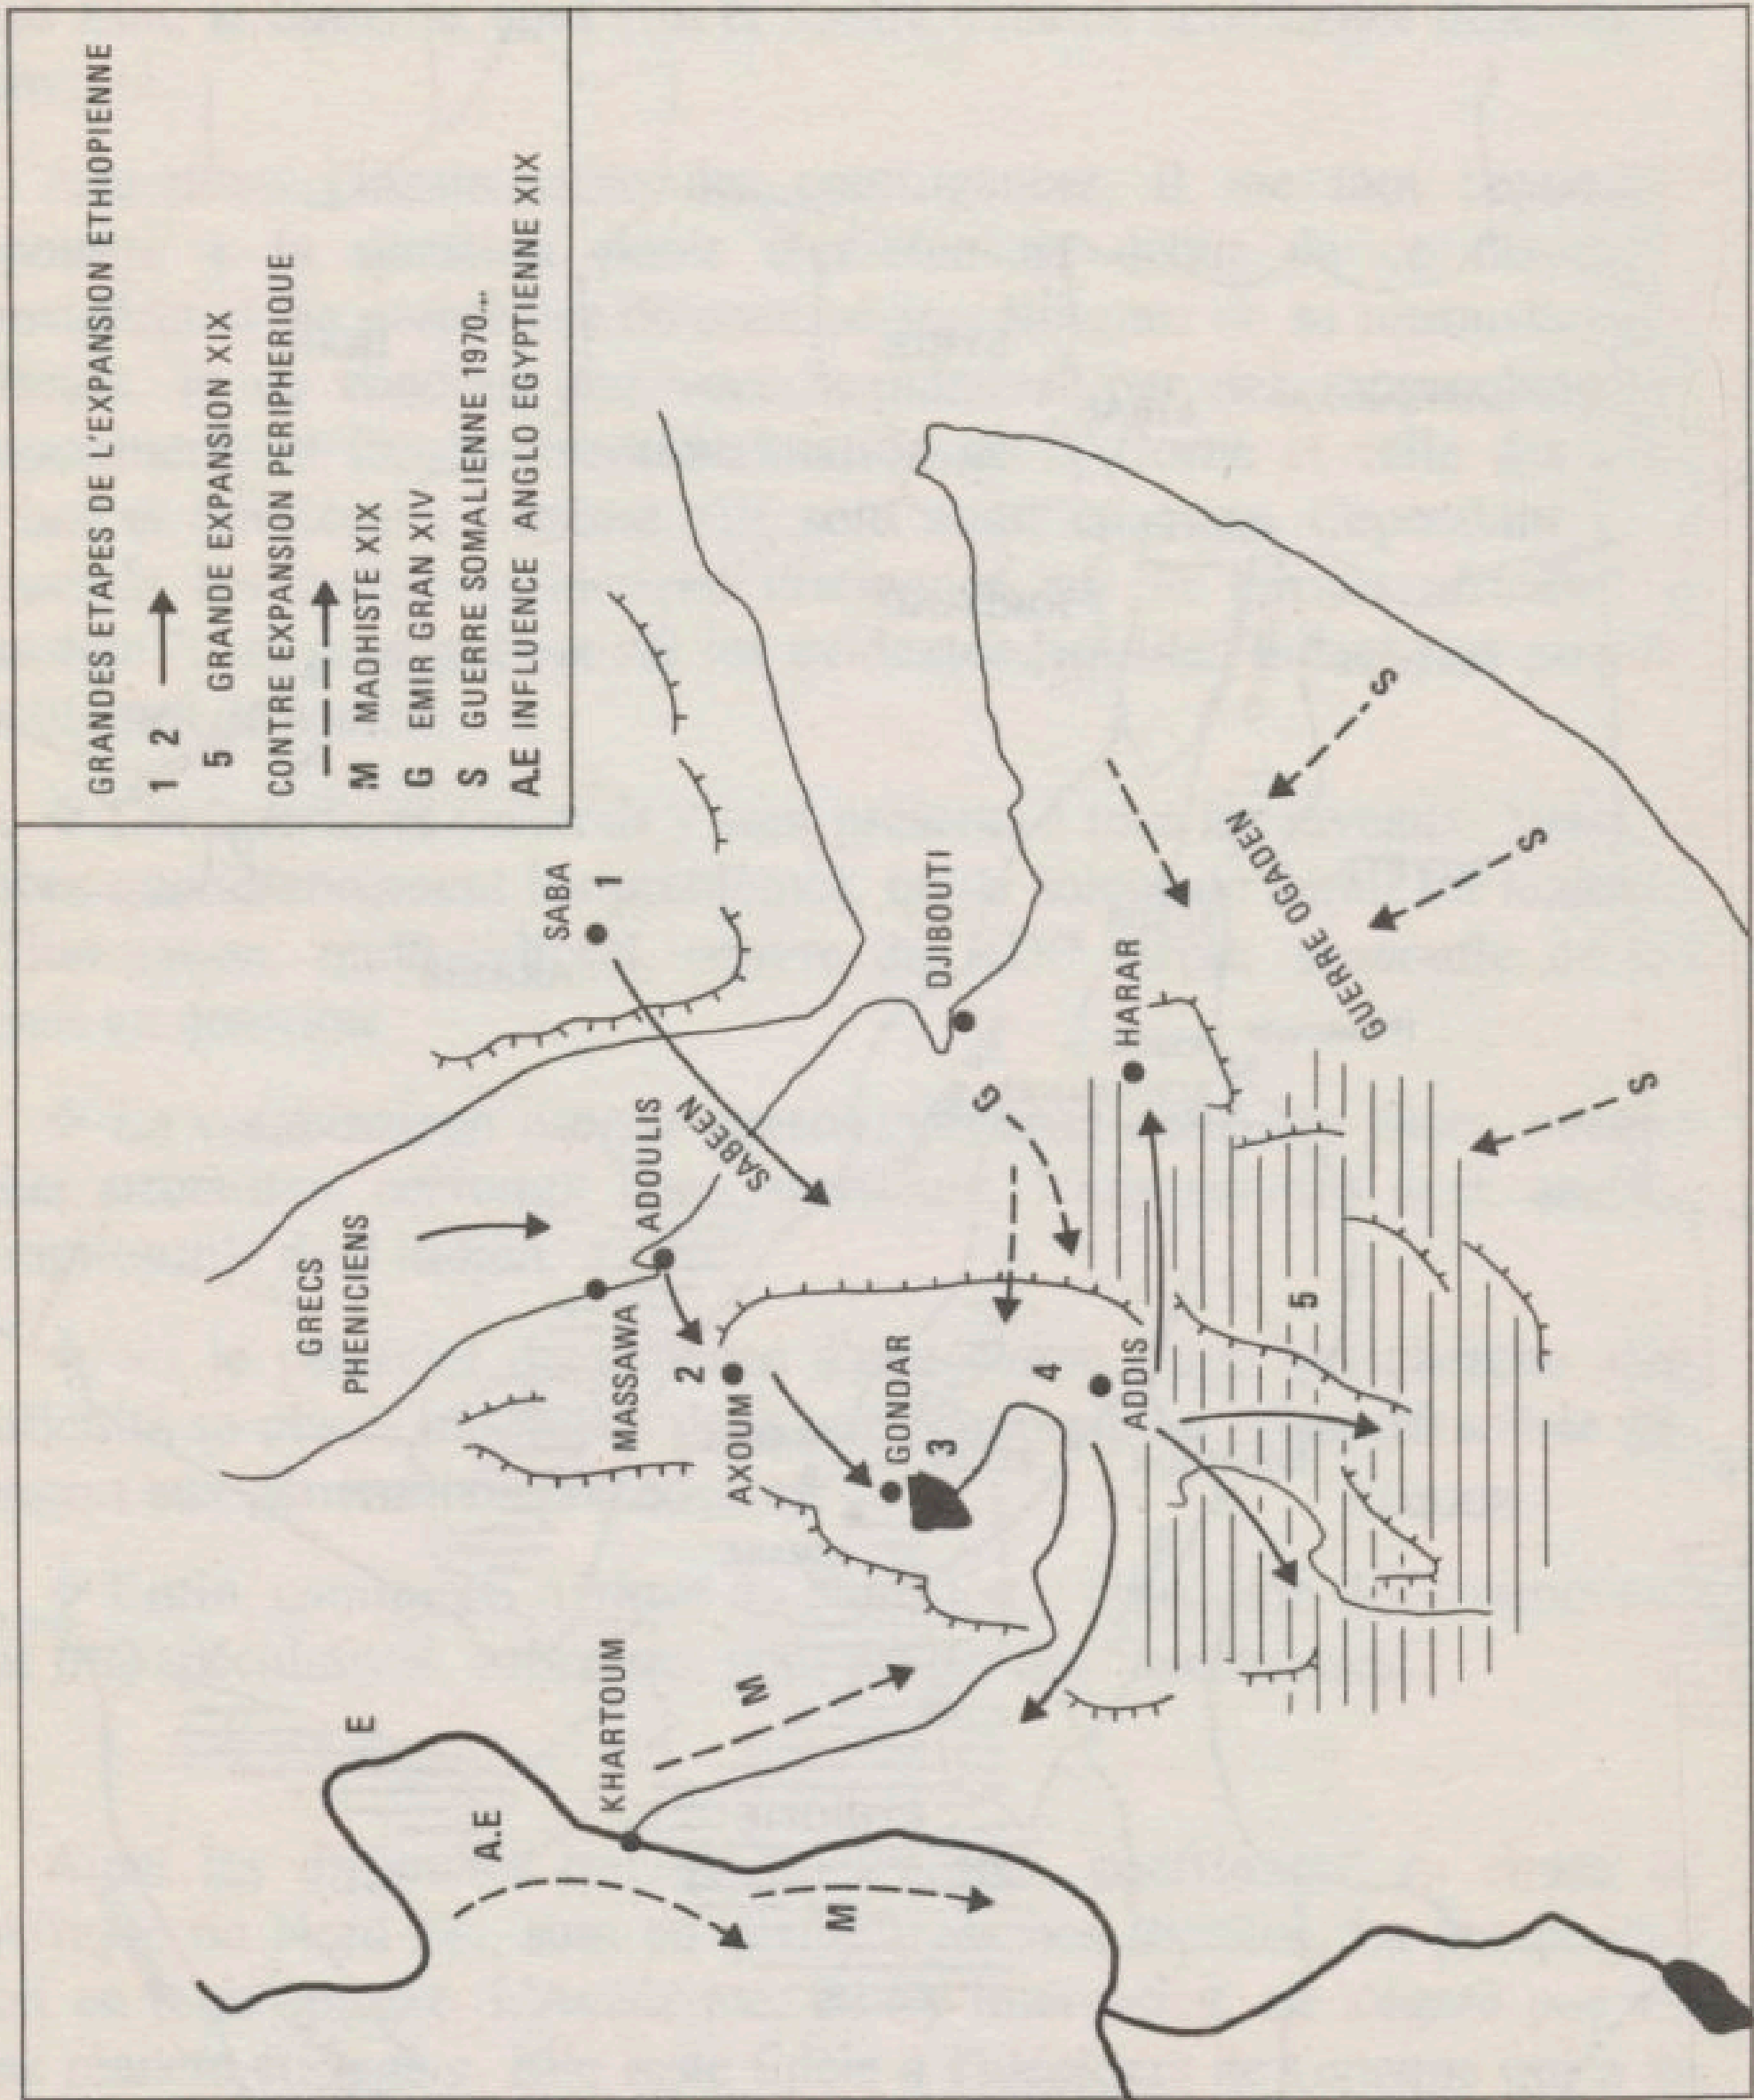 GRANDES ETAPES DE L'EXPANSION ETHIOPIENNE
1 2
5 GRANDE EXPANSION XIX
CONTRE EXPANSION PERIPHERIQUE
M MADHISTE XIX
G EMIR GRAN XIV
S GUERRE SOMALIENNE 1970...
A.E INFLUENCE ANGLO EGYPTIENNE XIX
GRECS
PHENICIENS
E
A.E
KHARTOUM
M
M
MASSAWA
ADOULIS
SABA
1
SABEEN
2
AXOUM
GONDAR
3
DJIBOUTI
G
4
ADDIS
HARAR
GUERRE OGADEN
5
S
S
S